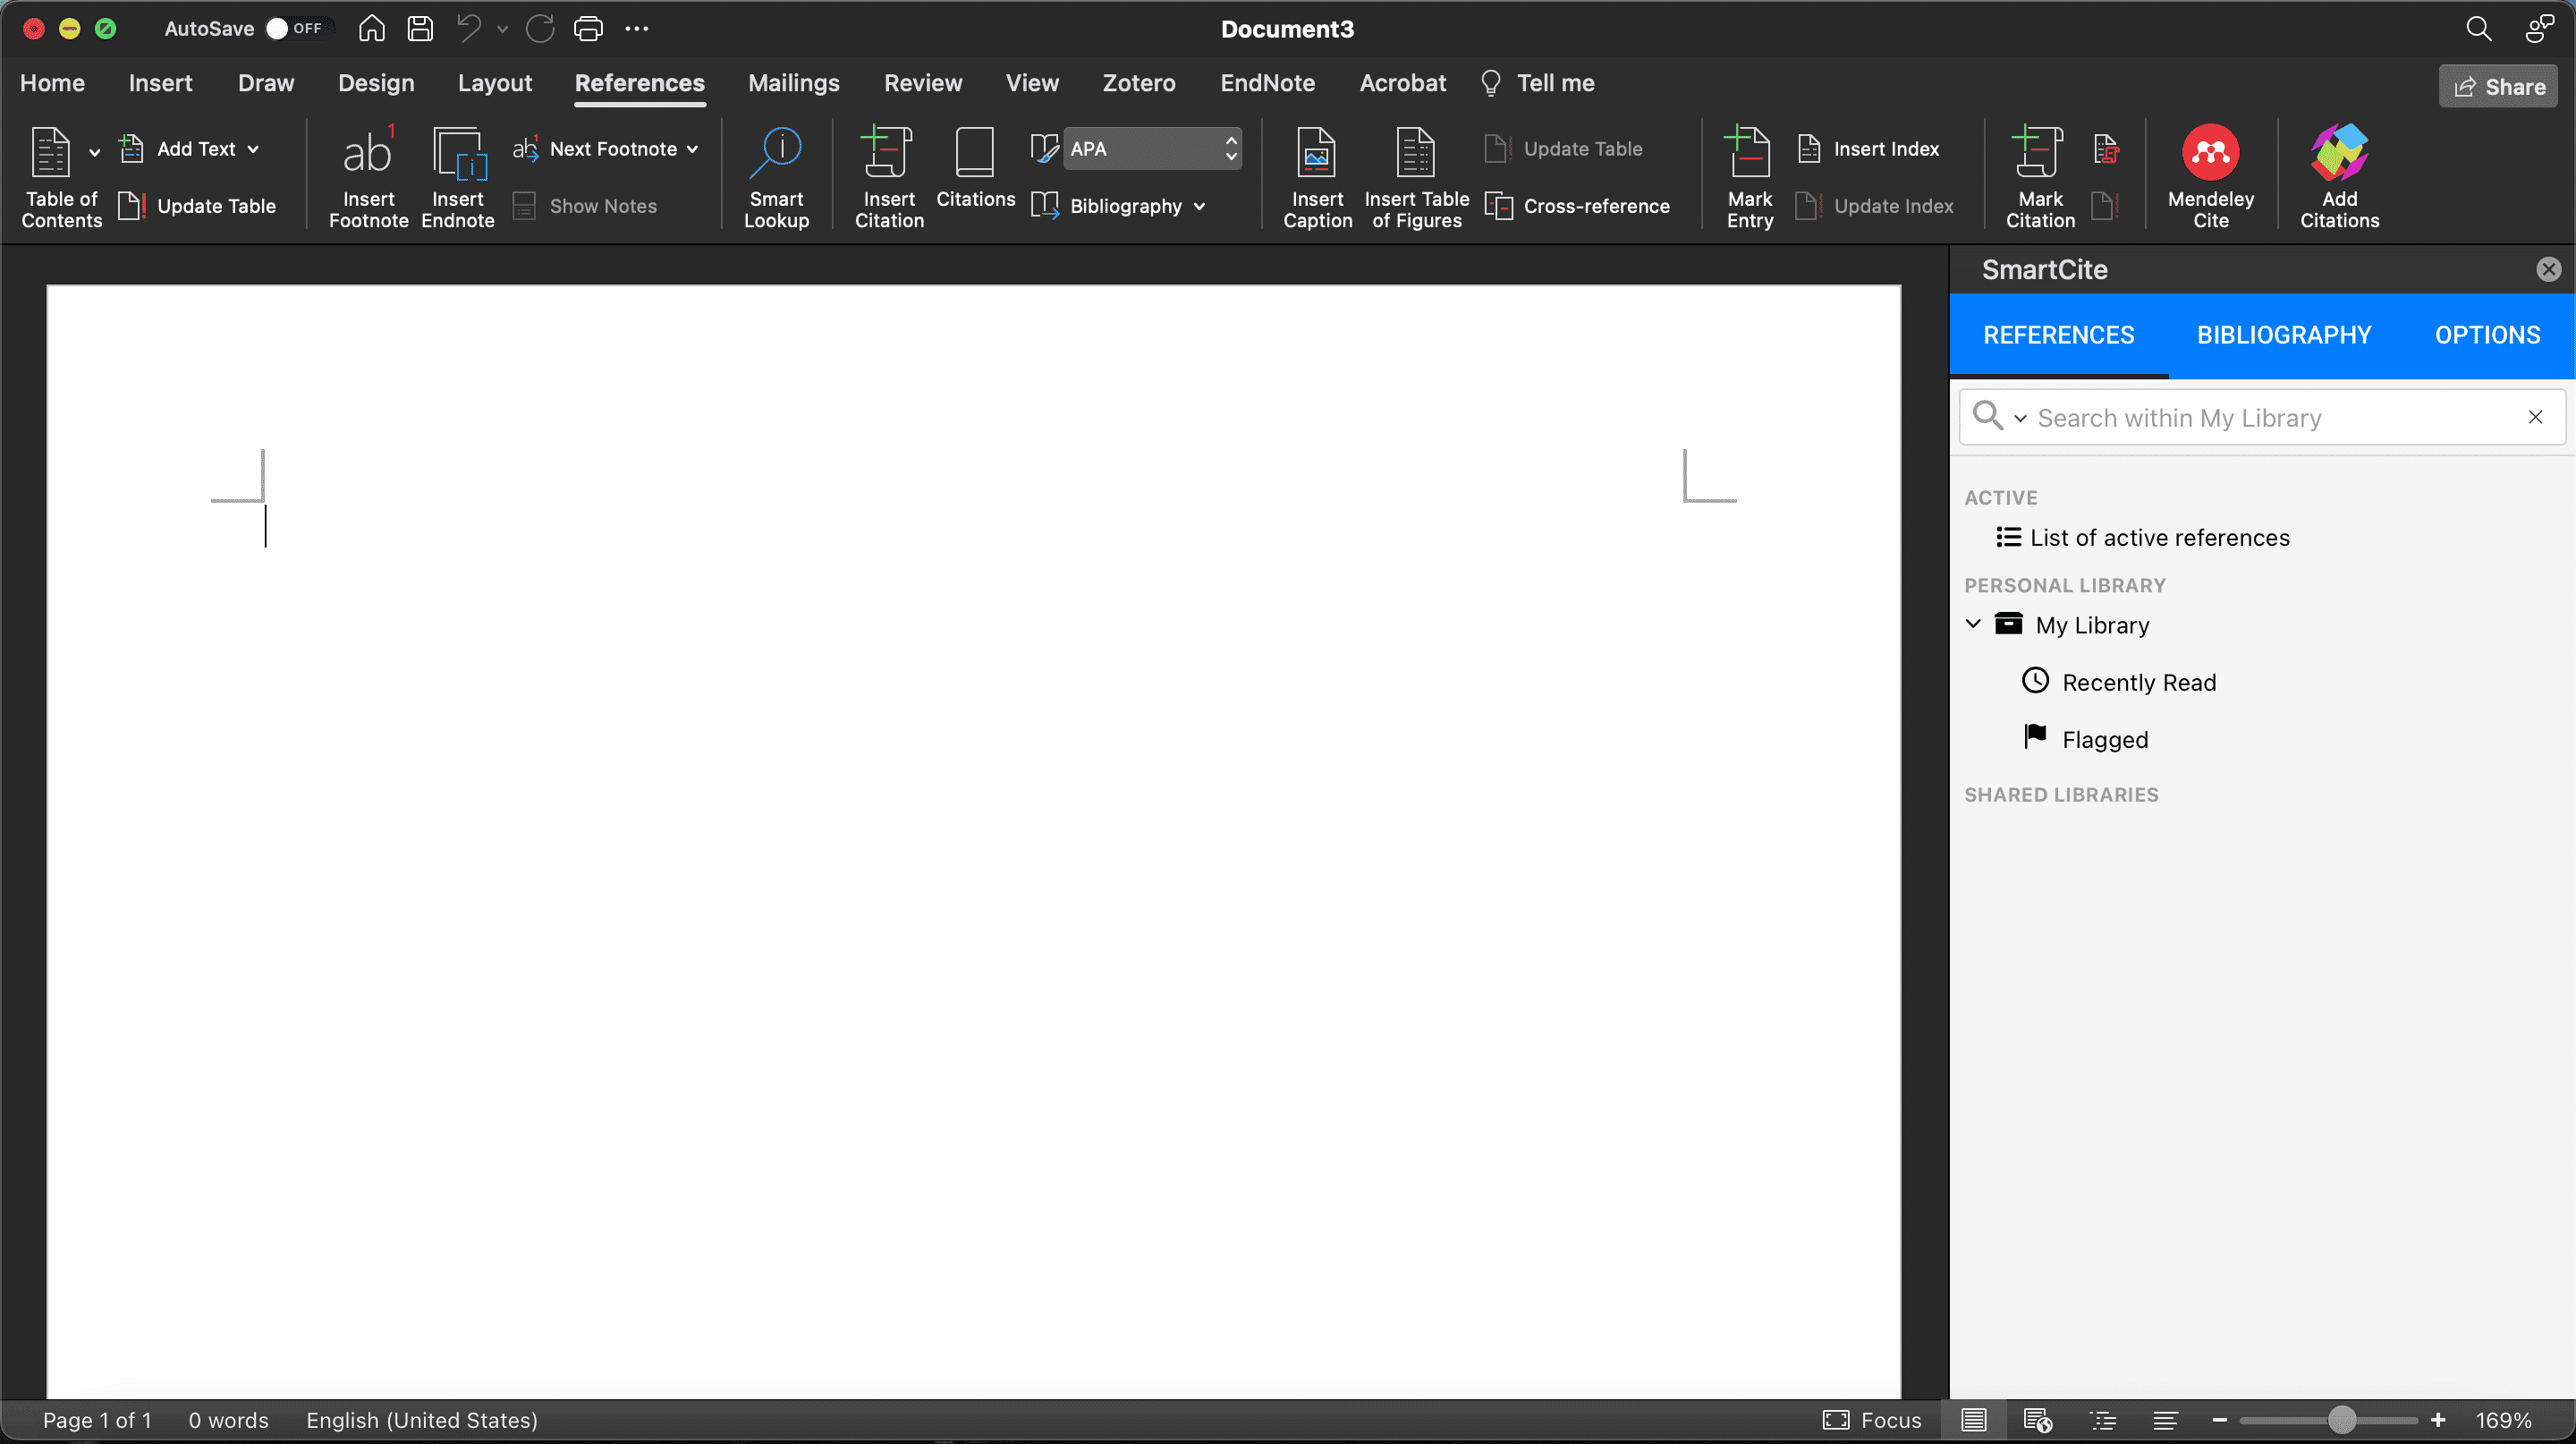 AutoSave OFF Document3
Home Insert Draw Design Layout References Mailings Review View Zotero EndNote Acrobat Tell me Share
Table of Contents
Add Text
Update Table
ab1
Insert Footnote
Insert Endnote
ab1 Next Footnote
Show Notes
Smart Lookup
Insert Citation
Citations
APA
Bibliography
Insert Caption
Insert Table of Figures
Update Table
Cross-reference
Mark Entry
Insert Index
Update Index
Mark Citation
Mendeley Cite
Add Citations
SmartCite
REFERENCES BIBLIOGRAPHY OPTIONS
Search within My Library
ACTIVE
List of active references
PERSONAL LIBRARY
My Library
Recently Read
Flagged
SHARED LIBRARIES
Page 1 of 1 0 words English (United States) Focus 169%